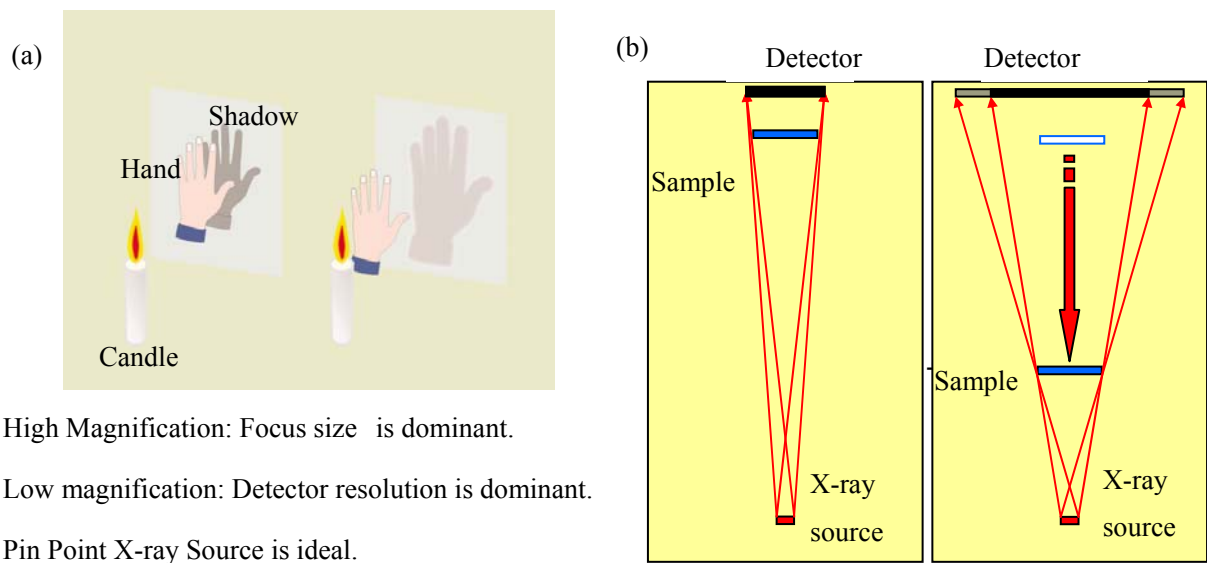 (a)
Shadow
Hand
Candle
High Magnification: Focus size is dominant.
Low magnification: Detector resolution is dominant.
Pin Point X-ray Source is ideal.
(b)
Detector
Detector
Sample
X-ray
source
Sample
X-ray
source